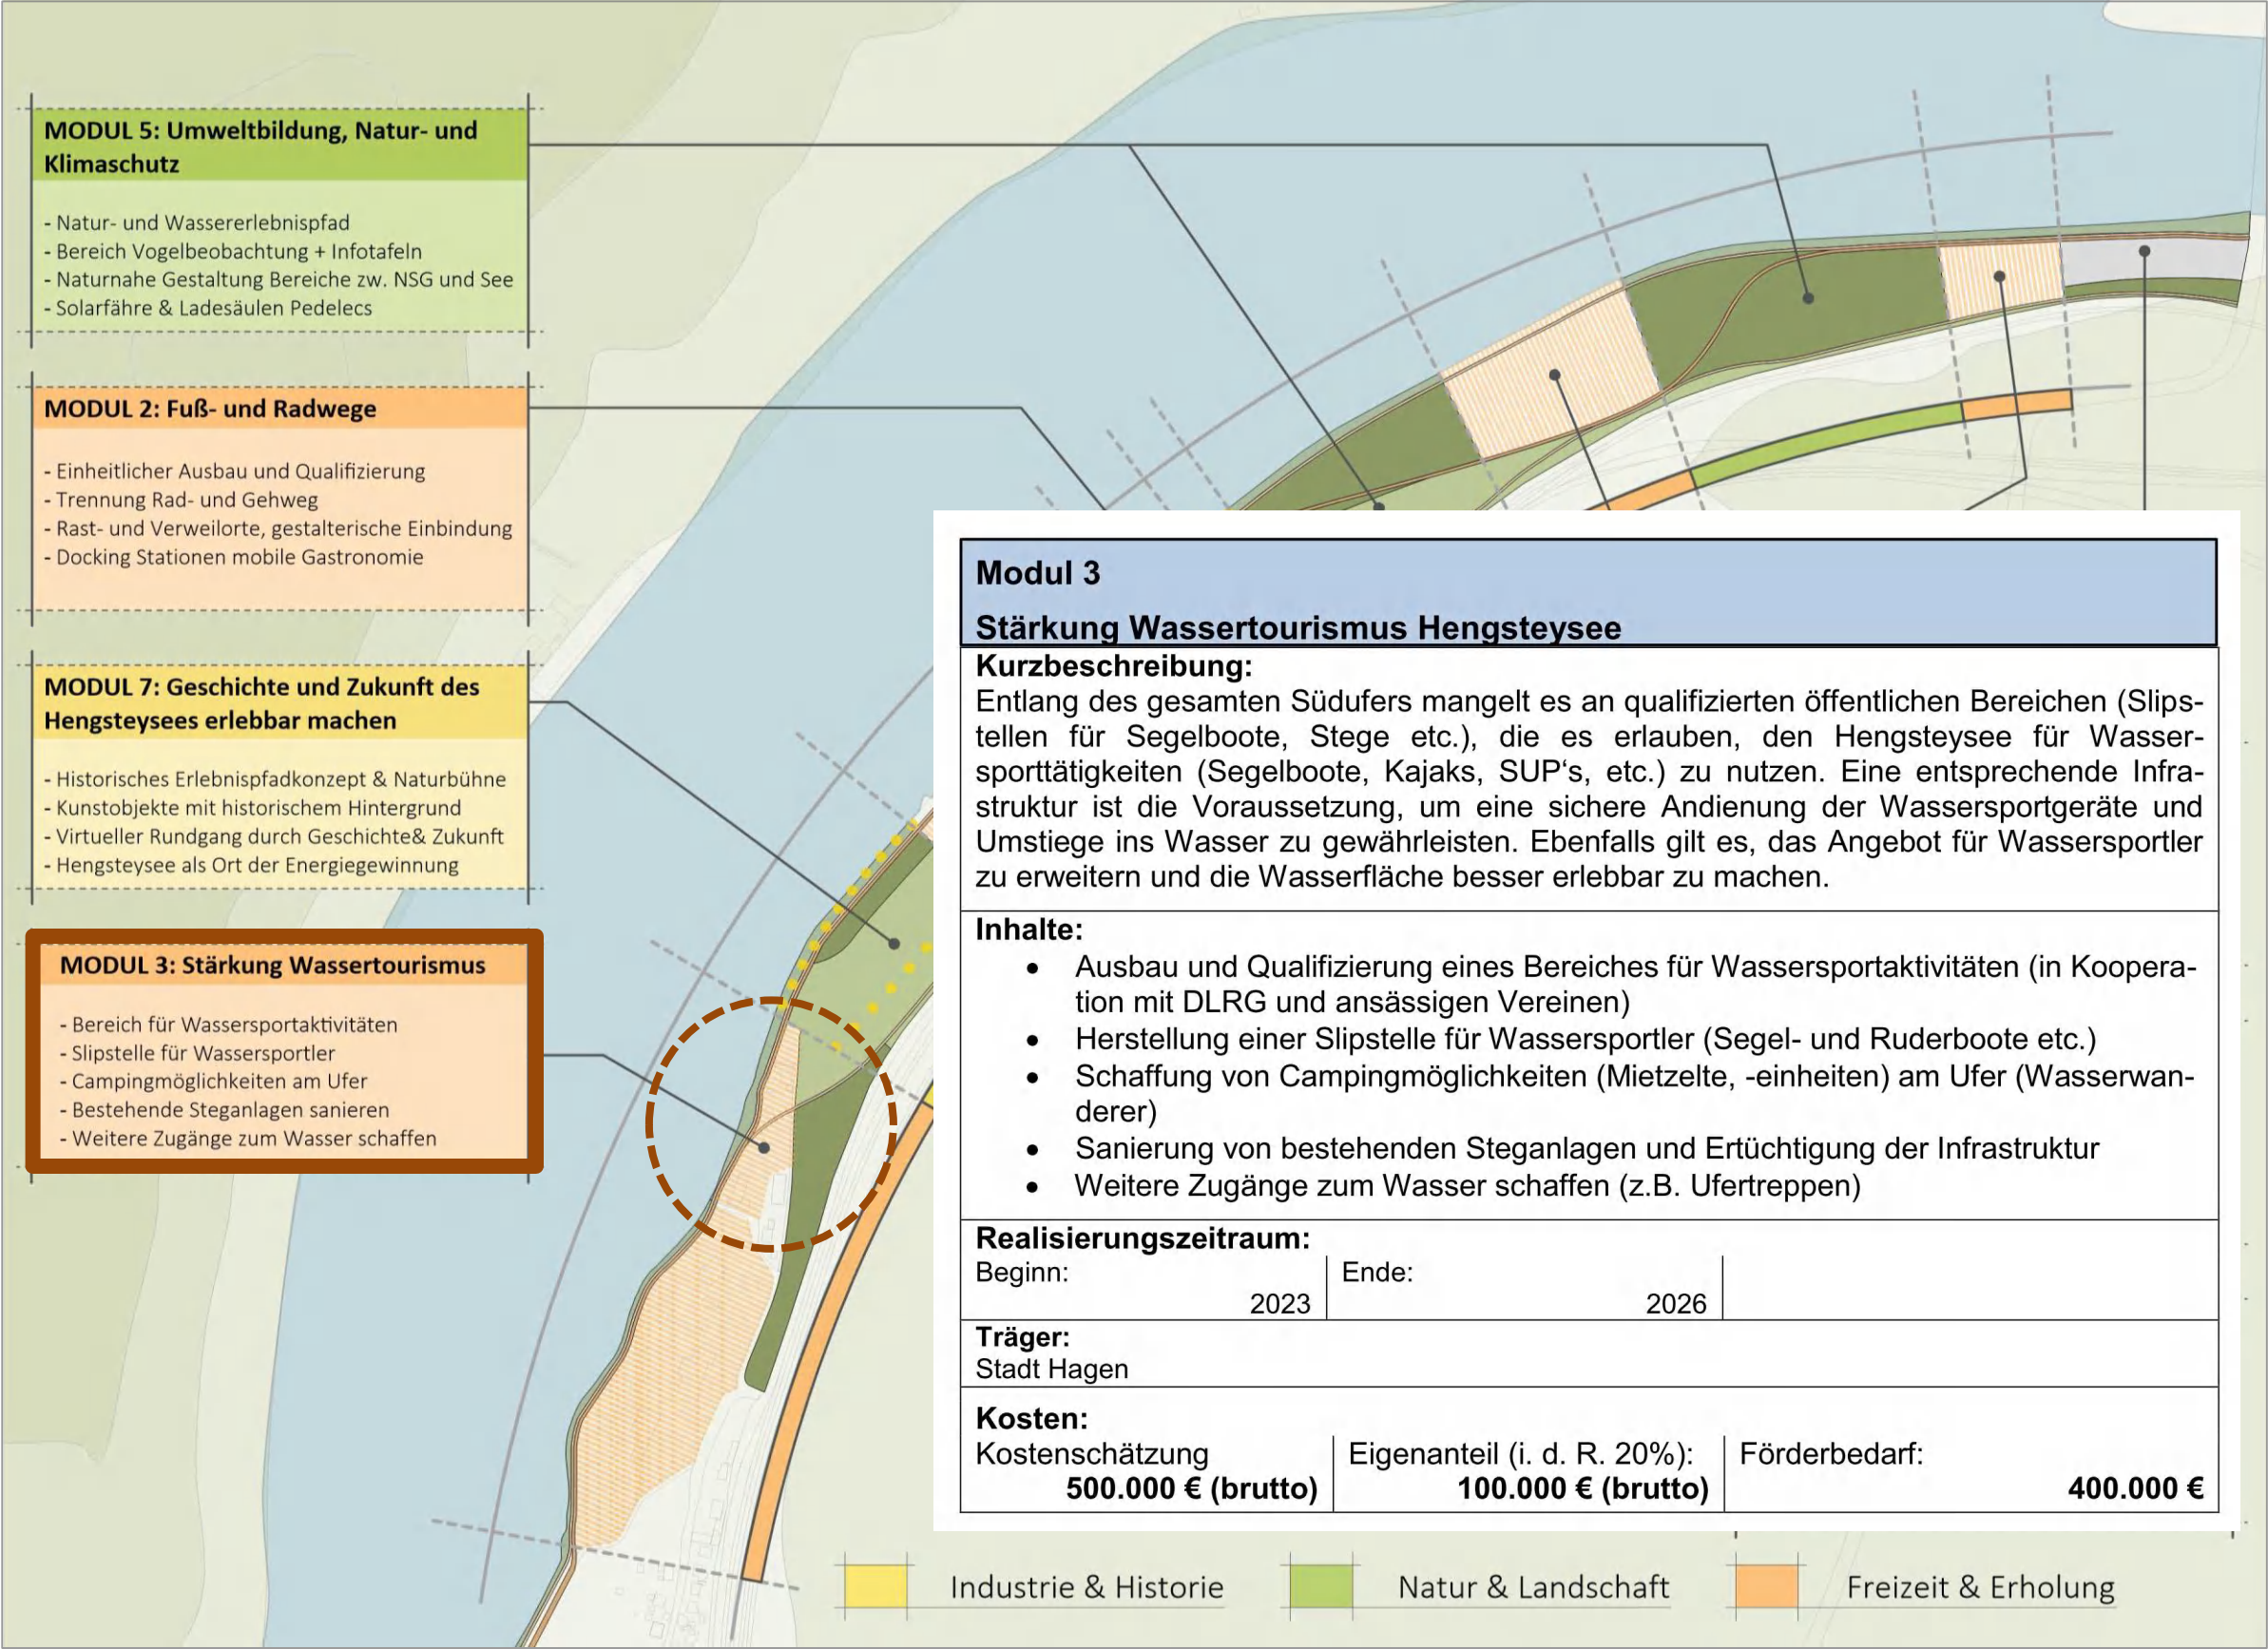 MODUL 5: Umweltbildung, Natur- und
Klimaschutz
- Natur- und Wassererlebnispfad
- Bereich Vogelbeobachtung + Infotafeln
- Naturnahe Gestaltung Bereiche zw. NSG und See
- Solarfähre & Ladesäulen Pedelecs
MODUL 2: Fuß- und Radwege
- Einheitlicher Ausbau und Qualifizierung
- Trennung Rad- und Gehweg
- Rast- und Verweilorte, gestalterische Einbindung
- Docking Stationen mobile Gastronomie
MODUL 7: Geschichte und Zukunft des
Hengsteysees erlebbar machen
- Historisches Erlebnispfadkonzept & Naturbühne
- Kunstobjekte mit historischem Hintergrund
- Virtueller Rundgang durch Geschichte& Zukunft
- Hengsteysee als Ort der Energiegewinnung
MODUL 3: Stärkung Wassertourismus
- Bereich für Wassersportaktivitäten
- Slipstelle für Wassersportler
- Campingmöglichkeiten am Ufer
- Bestehende Steganlagen sanieren
- Weitere Zugänge zum Wasser schaffen
Modul 3
Stärkung Wassertourismus Hengsteysee
Kurzbeschreibung:
Entlang des gesamten Südufers mangelt es an qualifizierten öffentlichen Bereichen (Slips-
tellen für Segelboote, Stege etc.), die es erlauben, den Hengsteysee für Wasser-
sporttätigkeiten (Segelboote, Kajaks, SUP‘s, etc.) zu nutzen. Eine entsprechende Infra-
struktur ist die Voraussetzung, um eine sichere Andienung der Wassersportgeräte und
Umstiege ins Wasser zu gewährleisten. Ebenfalls gilt es, das Angebot für Wassersportler
zu erweitern und die Wasserfläche besser erlebbar zu machen.
Inhalte:
• Ausbau und Qualifizierung eines Bereiches für Wassersportaktivitäten (in Koopera-
tion mit DLRG und ansässigen Vereinen)
• Herstellung einer Slipstelle für Wassersportler (Segel- und Ruderboote etc.)
• Schaffung von Campingmöglichkeiten (Mietzelte, -einheiten) am Ufer (Wasserwan-
derer)
• Sanierung von bestehenden Steganlagen und Ertüchtigung der Infrastruktur
• Weitere Zugänge zum Wasser schaffen (z.B. Ufertreppen)
Realisierungszeitraum:
Beginn: Ende:
2023 2026
Träger:
Stadt Hagen
Kosten:
Kostenschätzung Eigenanteil (i. d. R. 20%): Förderbedarf:
500.000 € (brutto) 100.000 € (brutto) 400.000 €
Industrie & Historie Natur & Landschaft Freizeit & Erholung